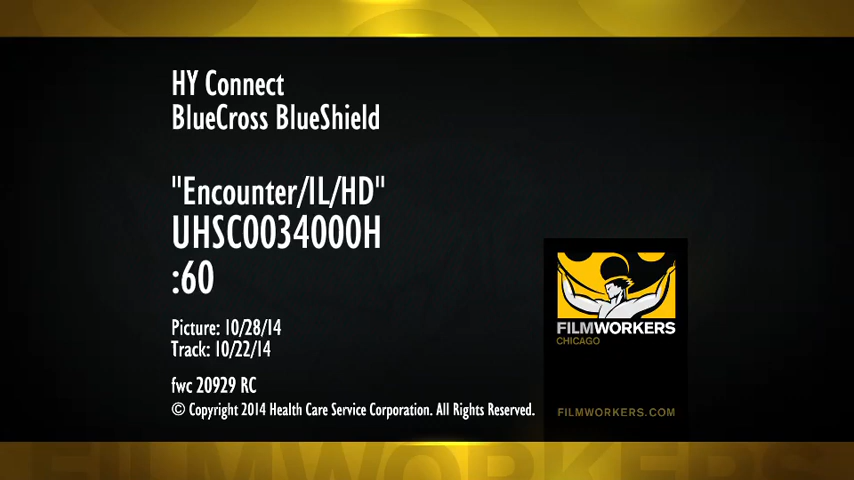 HY Connect
BlueCross BlueShield
"Encounter/IL/HD"
UHSC0034000H
:60
Picture: 10/28/14
Track: 10/22/14
fwc 20929 RC
© Copyright 2014 Health Care Service Corporation. All Rights Reserved.
FILMWORKERS
CHICAGO
FILMWORKERS.COM
FILMWORKERS